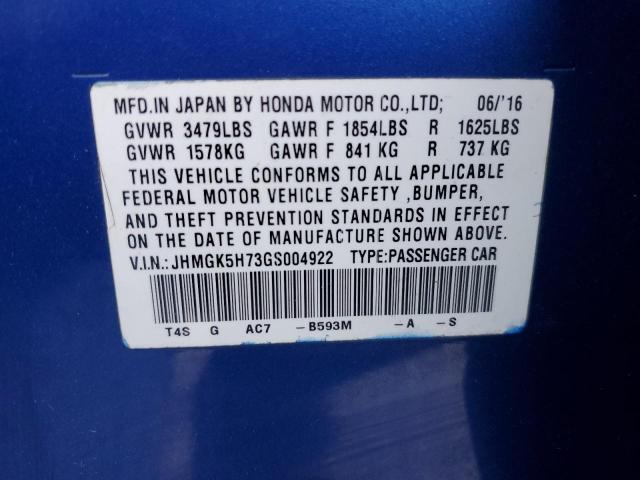 MFD.IN JAPAN BY HONDA MOTOR CO.,LTD; 06/'16
GVWR 3479LBS GAWR F 1854LBS R 1625LBS
GVWR 1578KG GAWR F 841 KG R 737 KG
THIS VEHICLE CONFORMS TO ALL APPLICABLE
FEDERAL MOTOR VEHICLE SAFETY ,BUMPER,
AND THEFT PREVENTION STANDARDS IN EFFECT
ON THE DATE OF MANUFACTURE SHOWN ABOVE.
V.I.N.: JHMGK5H73GS004922 TYPE:PASSENGER CAR
T4S G AC7 -B593M -A -S